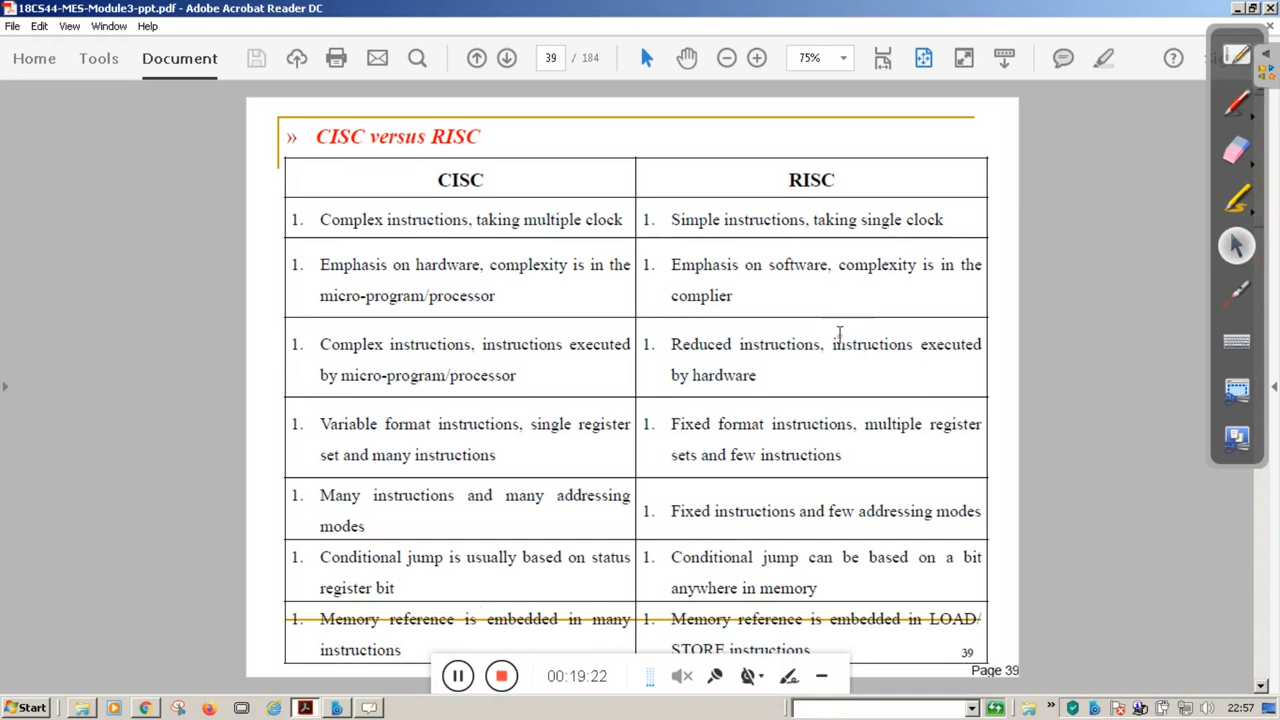 18CS44-MES-Module3-ppt.pdf - Adobe Acrobat Reader DC
File Edit View Window Help
Home Tools Document 39 / 184 75%
» CISC versus RISC
CISC RISC
1. Complex instructions, taking multiple clock
1. Simple instructions, taking single clock
1. Emphasis on hardware, complexity is in the
micro-program/processor
1. Emphasis on software, complexity is in the
complier
1. Complex instructions, instructions executed
by micro-program/processor
1. Reduced instructions, instructions executed
by hardware
1. Variable format instructions, single register
set and many instructions
1. Fixed format instructions, multiple register
sets and few instructions
1. Many instructions and many addressing
modes
1. Fixed instructions and few addressing modes
1. Conditional jump is usually based on status
register bit
1. Conditional jump can be based on a bit
anywhere in memory
1. Memory reference is embedded in many
instructions
1. Memory reference is embedded in LOAD/
STORE instructions
39
Page 39
00:19:22
Start 22:57